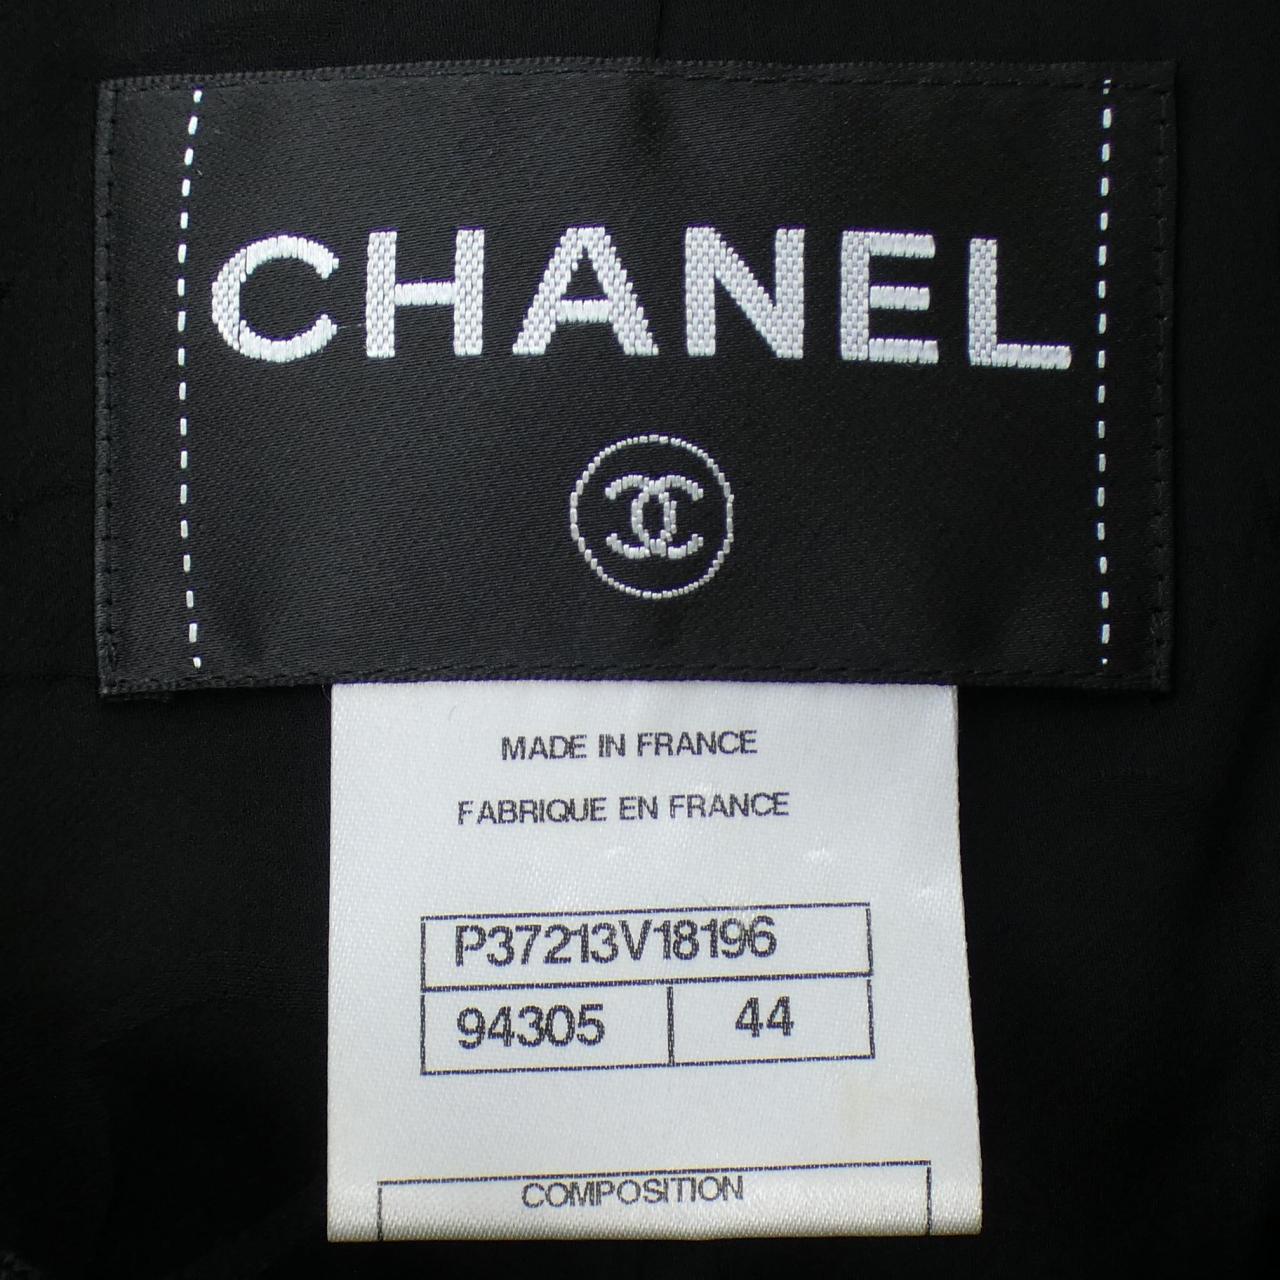 CHANEL
MADE IN FRANCE
FABRIQUE EN FRANCE
P37213V18196
94305 44
COMPOSITION